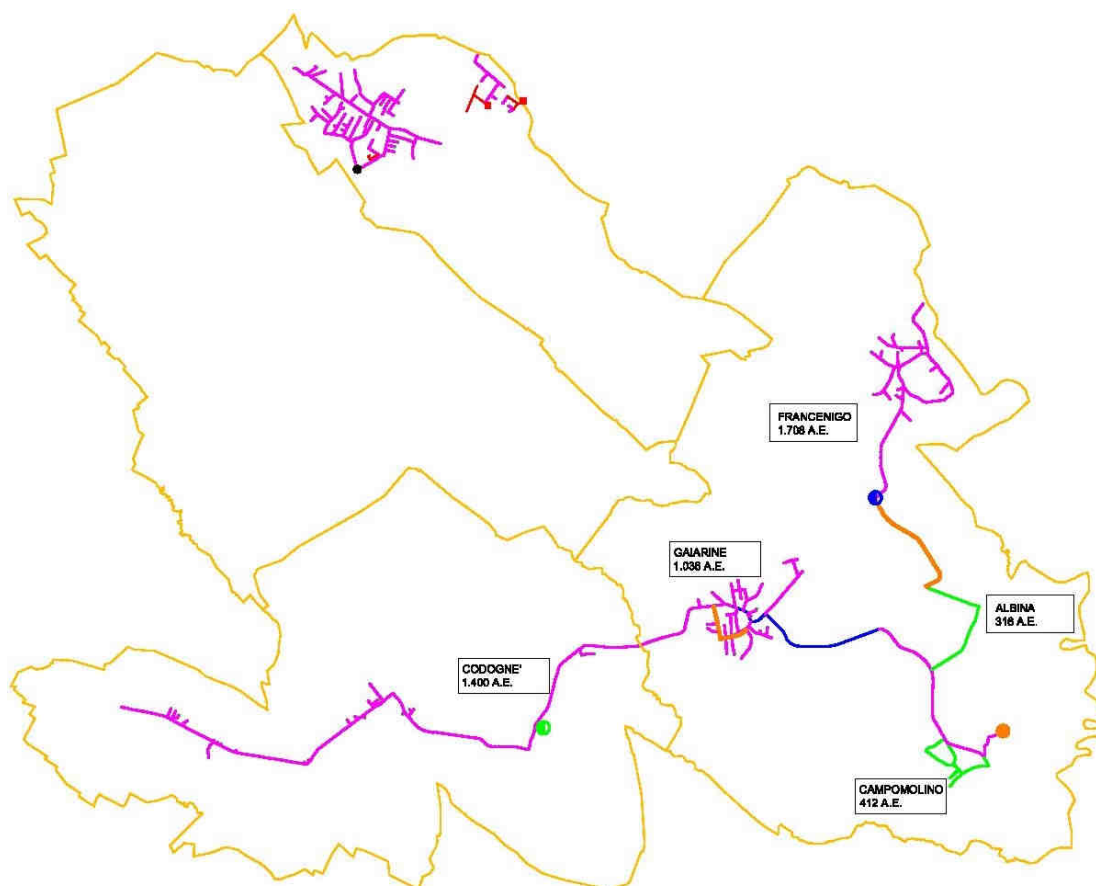 FRANCENIGO
1.708 A.E.
GAIARINE
1.036 A.E.
ALBINA
316 A.E.
CODOGNE'
1.400 A.E.
CAMPOMOLINO
412 A.E.